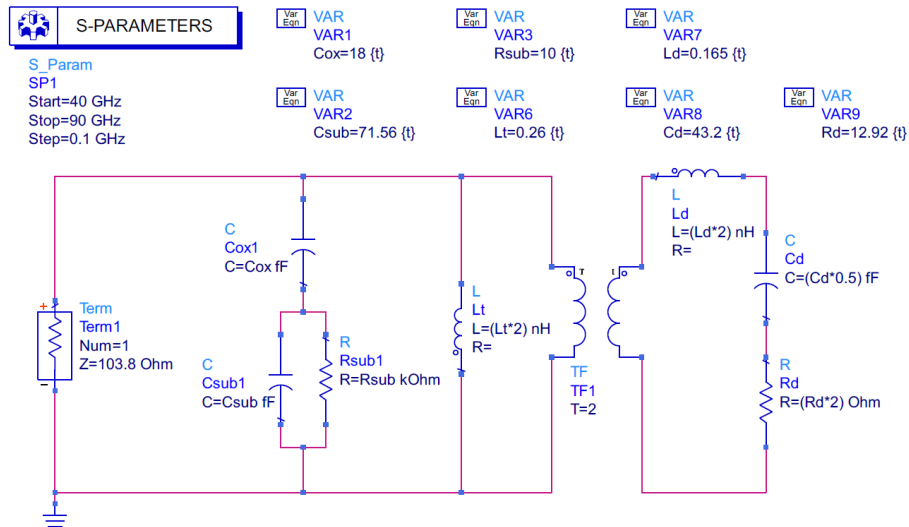 S-PARAMETERS
S_Param
SP1
Start=40 GHz
Stop=90 GHz
Step=0.1 GHz
Var
Eqn
VAR
VAR1
Cox=18 {t}
Var
Eqn
VAR
VAR3
Rsub=10 {t}
Var
Eqn
VAR
VAR7
Ld=0.165 {t}
Var
Eqn
VAR
VAR2
Csub=71.56 {t}
Var
Eqn
VAR
VAR6
Lt=0.26 {t}
Var
Eqn
VAR
VAR8
Cd=43.2 {t}
Var
Eqn
VAR
VAR9
Rd=12.92 {t}
+
Term
Term1
Num=1
Z=103.8 Ohm
-
C
Cox1
C=Cox fF
C
Csub1
C=Csub fF
R
Rsub1
R=Rsub kOhm
L
Lt
L=(Lt*2) nH
R=
T
t
TF
TF1
T=2
L
Ld
L=(Ld*2) nH
R=
C
Cd
C=(Cd*0.5) fF
R
Rd
R=(Rd*2) Ohm